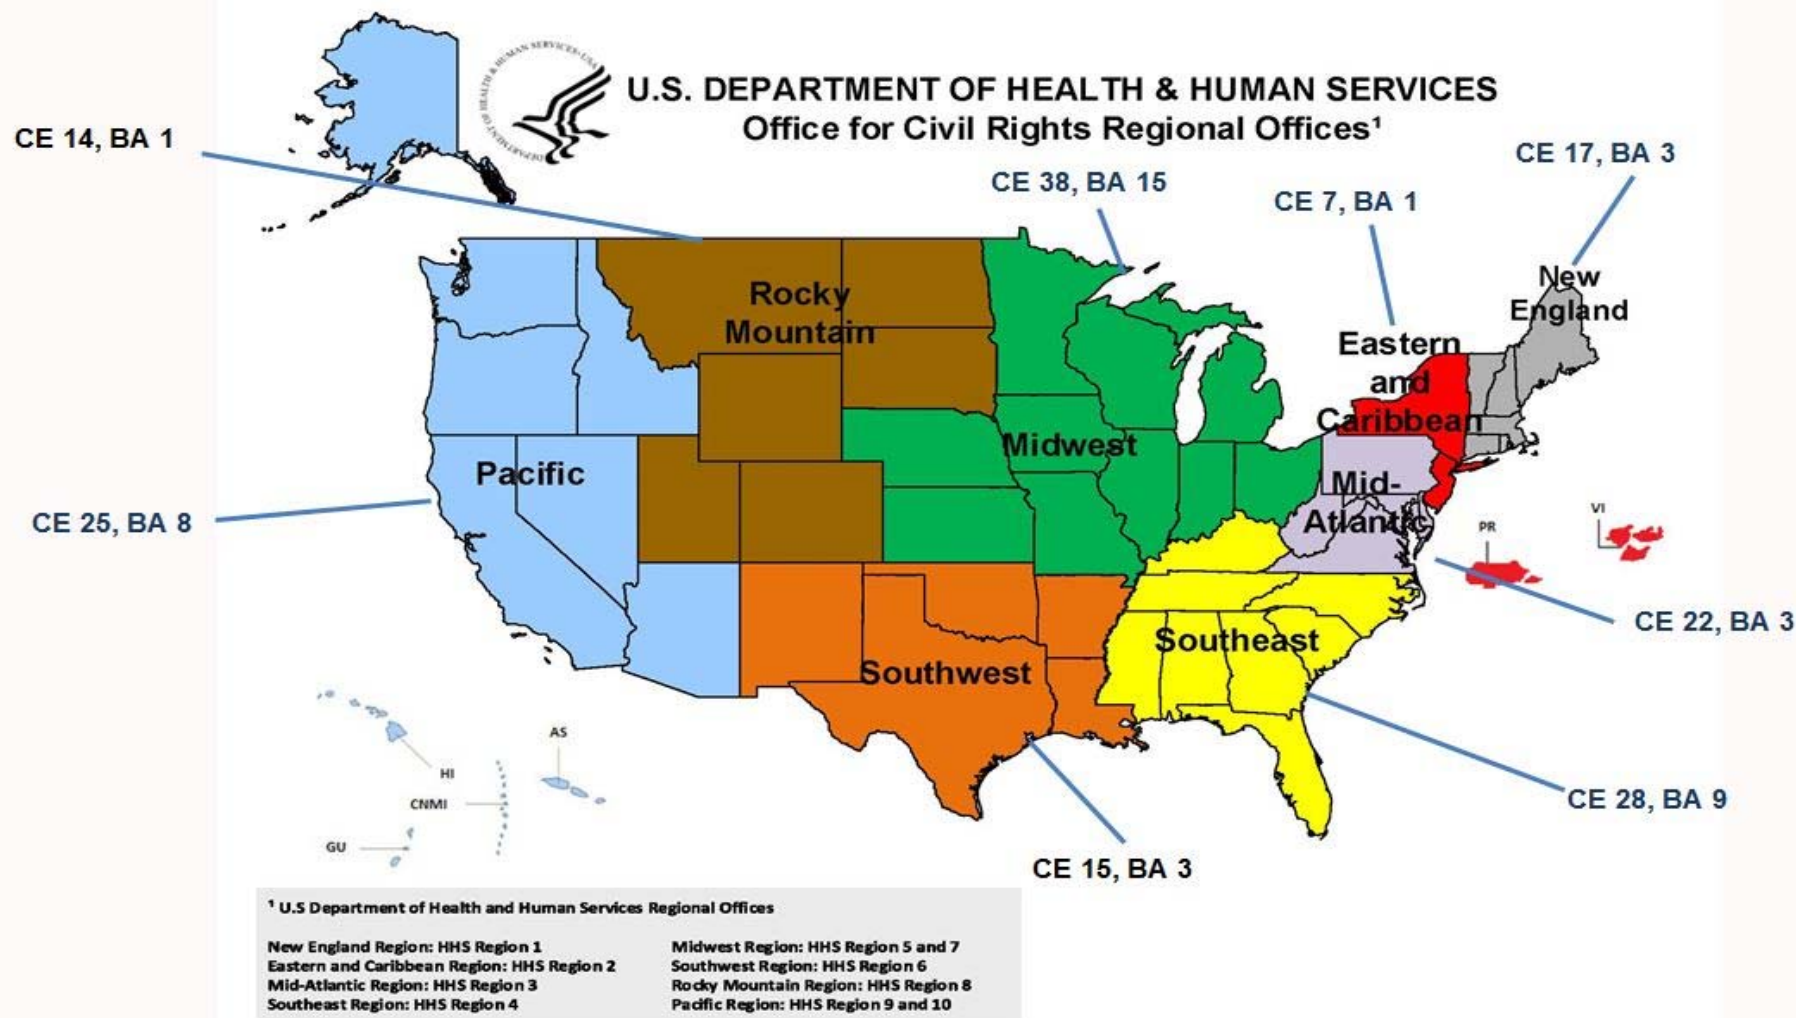 DEPARTMENT OF HEALTH & HUMAN SERVICES·USA
U.S. DEPARTMENT OF HEALTH & HUMAN SERVICES
Office for Civil Rights Regional Offices¹
CE 14, BA 1
CE 38, BA 15
CE 7, BA 1
CE 17, BA 3
Rocky
Mountain
New
England
Eastern
and
Caribbean
Midwest
Pacific
Mid-
Atlantic
CE 25, BA 8
PR
VI
CE 22, BA 3
Southeast
Southwest
AS
HI
CNMI
GU
CE 28, BA 9
CE 15, BA 3
¹ U.S Department of Health and Human Services Regional Offices
New England Region: HHS Region 1
Eastern and Caribbean Region: HHS Region 2
Mid-Atlantic Region: HHS Region 3
Southeast Region: HHS Region 4
Midwest Region: HHS Region 5 and 7
Southwest Region: HHS Region 6
Rocky Mountain Region: HHS Region 8
Pacific Region: HHS Region 9 and 10